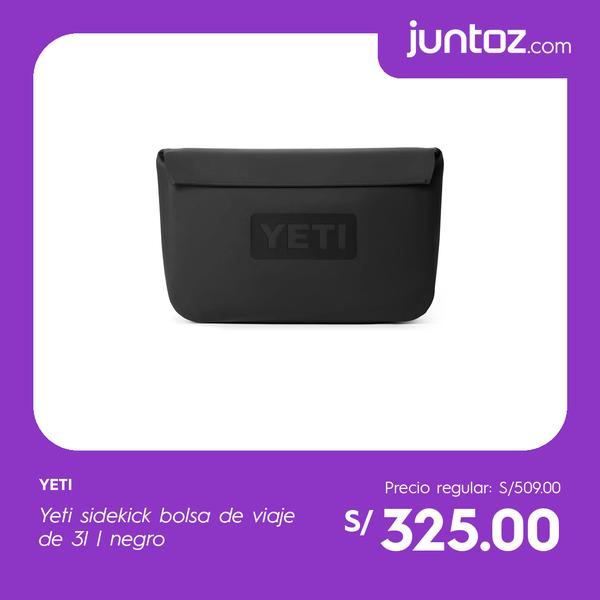 juntoz.com
YETI
YETI
Yeti sidekick bolsa de viaje
de 3l | negro
Precio regular: S/509.00
S/325.00